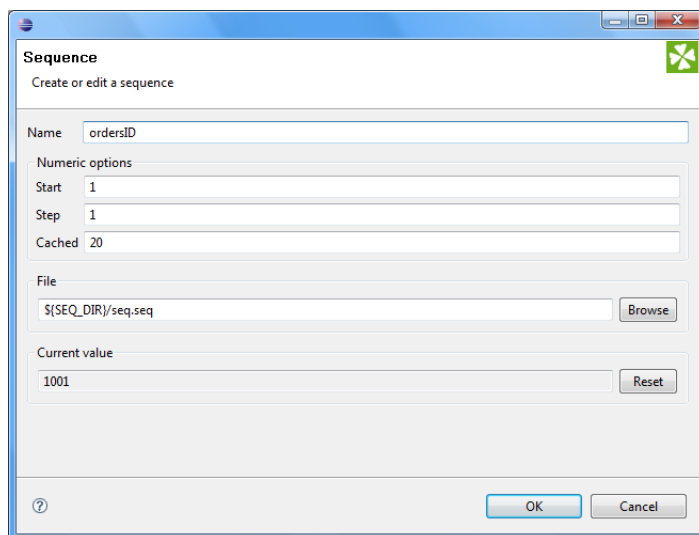 Sequence
Create or edit a sequence
Name ordersID
Numeric options
Start 1
Step 1
Cached 20
File
${SEQ_DIR}/seq.seq Browse
Current value
1001 Reset
? OK Cancel